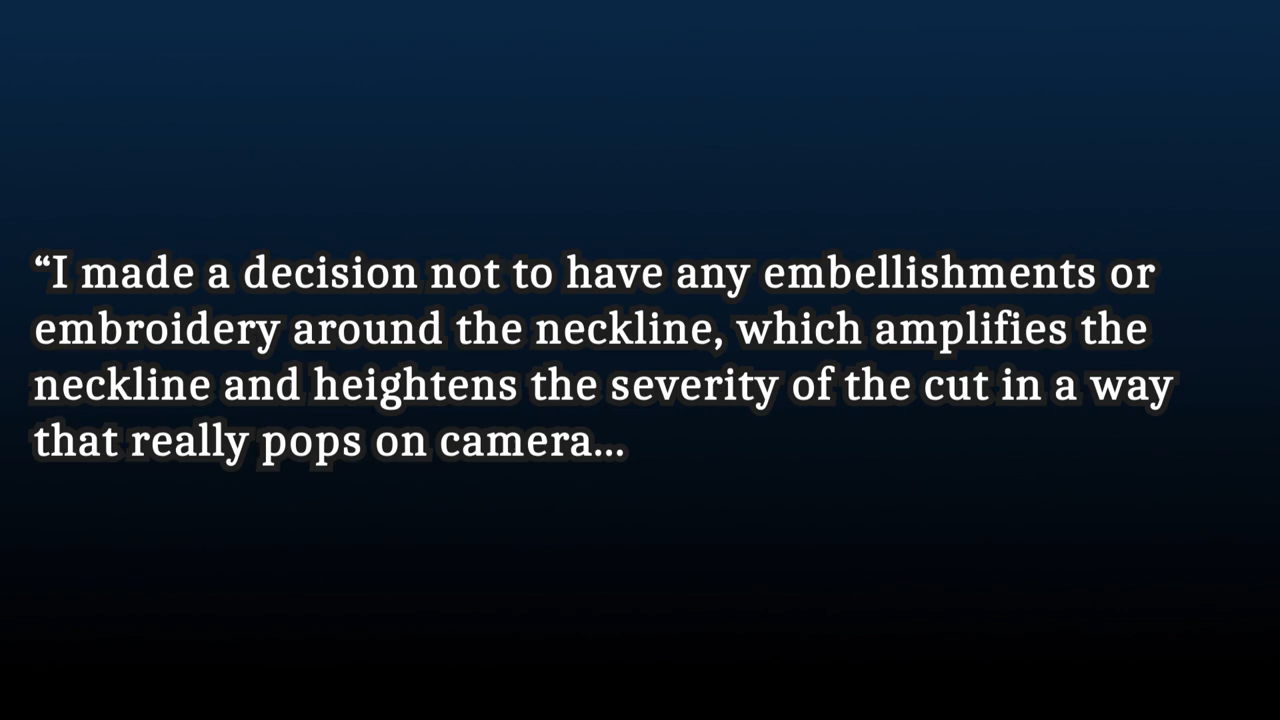 “I made a decision not to have any embellishments or
embroidery around the neckline, which amplifies the
neckline and heightens the severity of the cut in a way
that really pops on camera...